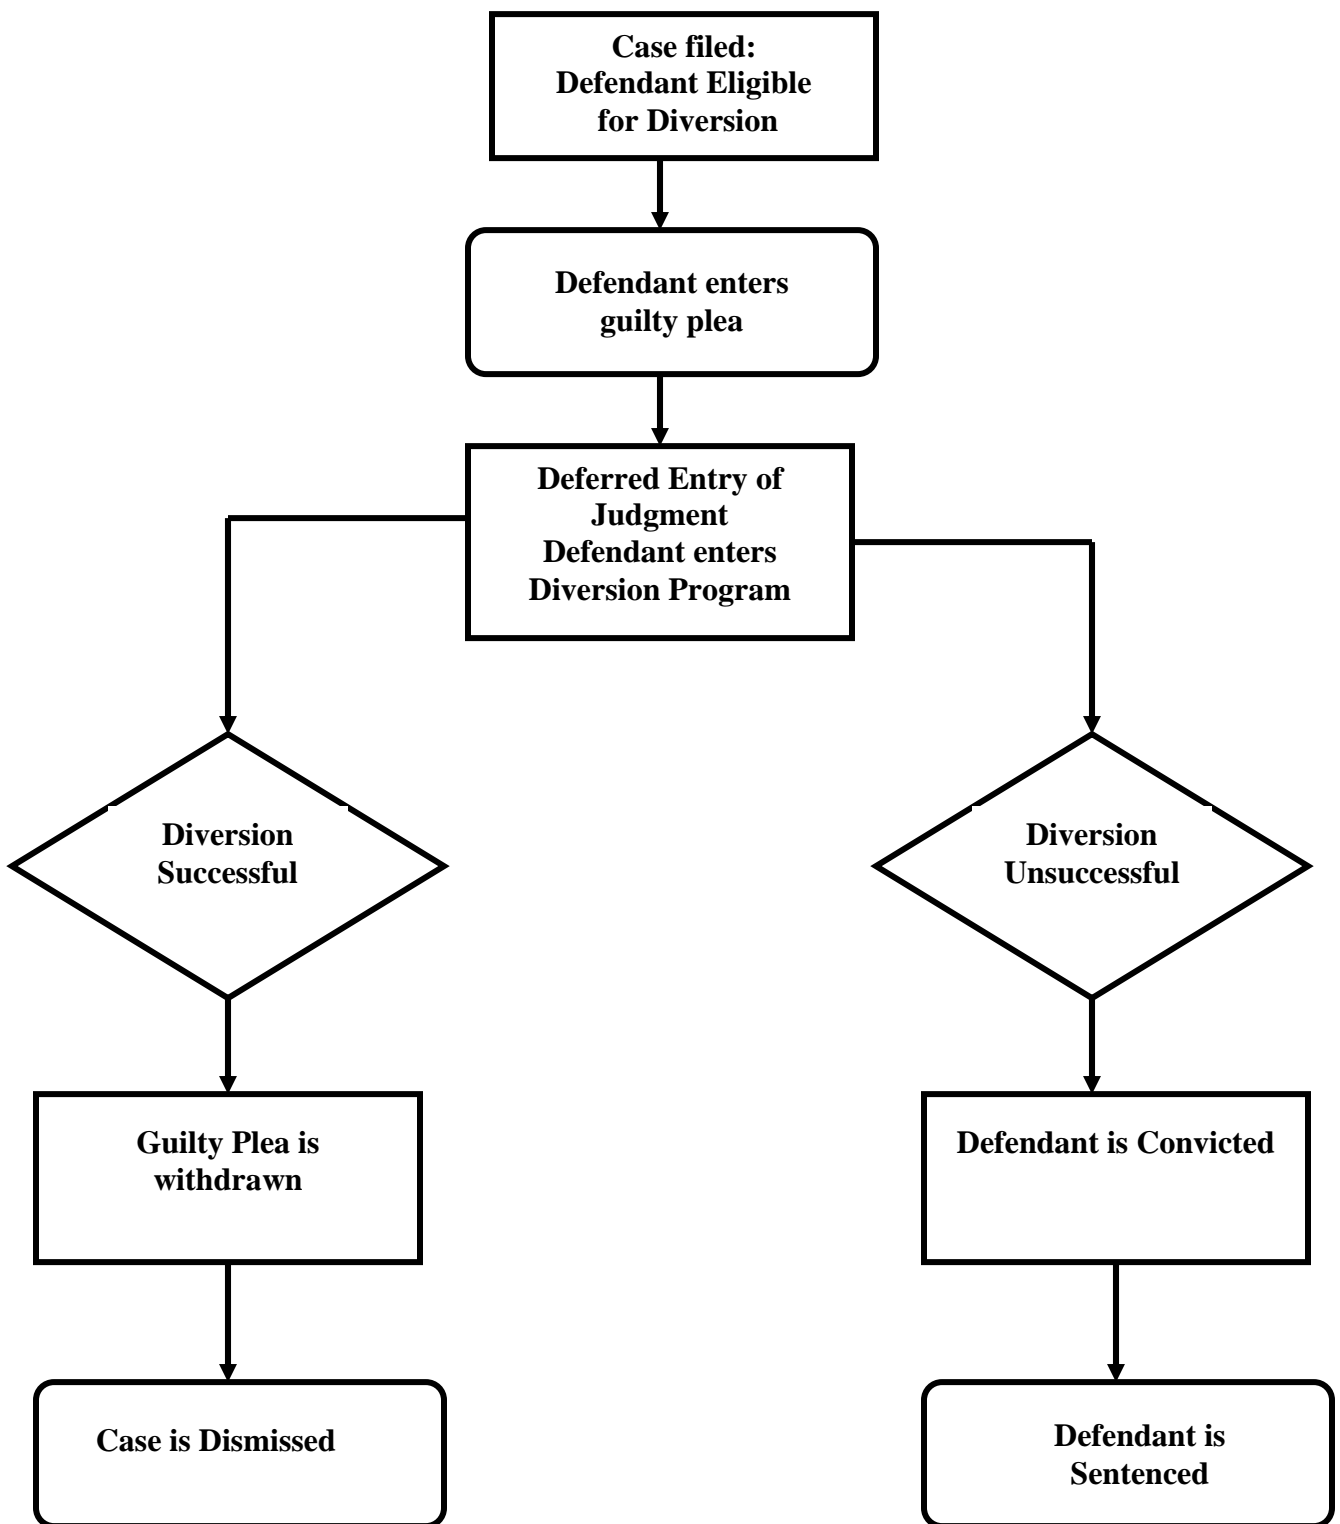 Case filed:
Defendant Eligible
for Diversion
Defendant enters
guilty plea
Deferred Entry of
Judgment
Defendant enters
Diversion Program
Diversion
Successful
Diversion
Unsuccessful
Guilty Plea is
withdrawn
Defendant is Convicted
Case is Dismissed
Defendant is
Sentenced